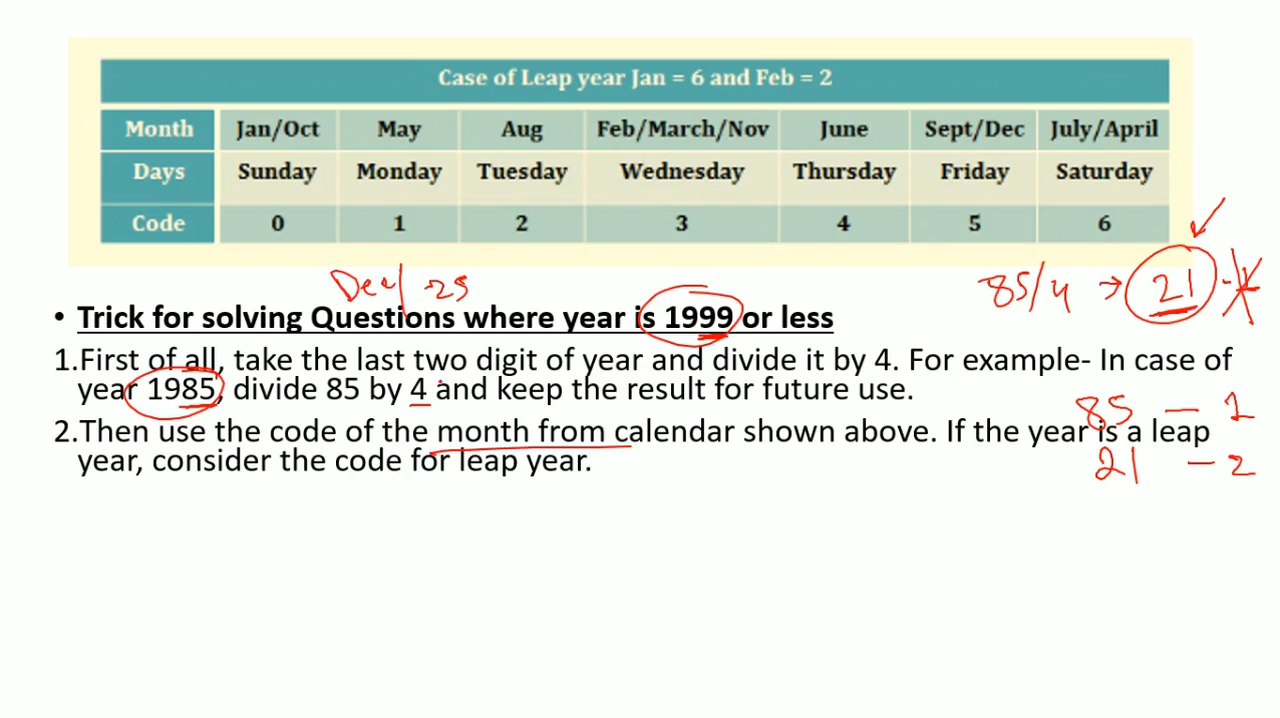 Case of Leap year Jan = 6 and Feb = 2
Month Jan/Oct May Aug Feb/March/Nov June Sept/Dec July/April
Days Sunday Monday Tuesday Wednesday Thursday Friday Saturday
Code 0 1 2 3 4 5 6
Dec/ 25
85/4 → 21
• Trick for solving Questions where year is 1999 or less
1.First of all, take the last two digit of year and divide it by 4. For example- In case of
year 1985, divide 85 by 4 and keep the result for future use.
85 — 1
2.Then use the code of the month from calendar shown above. If the year is a leap
year, consider the code for leap year.
21 — 2